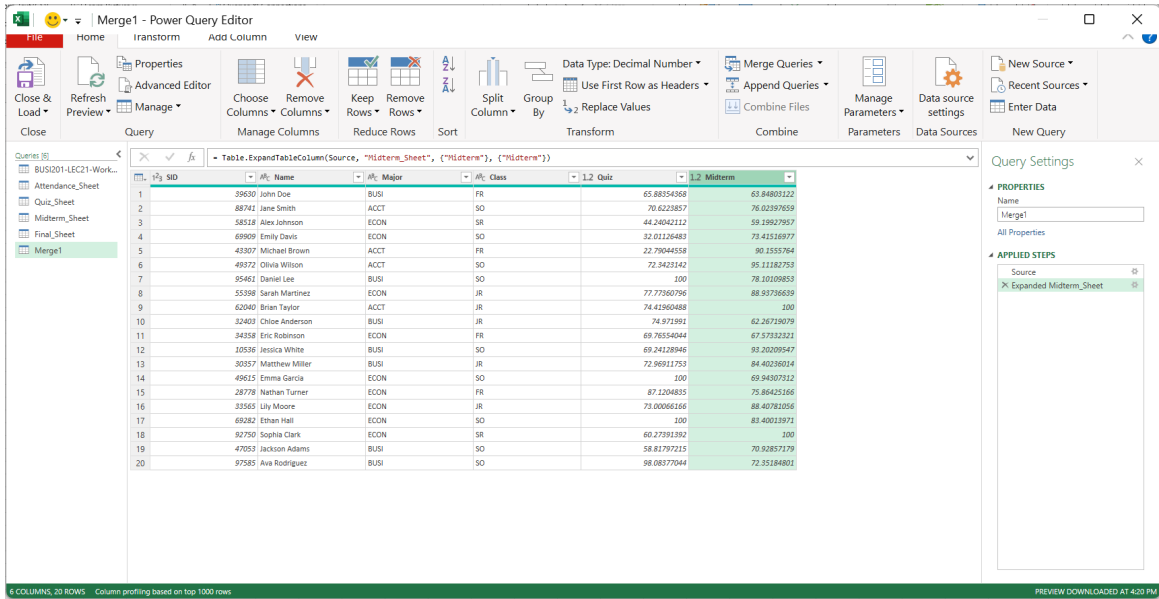 Merge1 - Power Query Editor
File Home Transform Add Column View
Close & Load
Refresh Preview
Properties
Advanced Editor
Manage
Choose Columns
Remove Columns
Keep Rows
Remove Rows
Split Column
Group By
Data Type: Decimal Number
Use First Row as Headers
1 2 Replace Values
Merge Queries
Append Queries
Combine Files
Manage Parameters
Data source settings
New Source
Recent Sources
Enter Data
Close Query Manage Columns Reduce Rows Sort Transform Combine Parameters Data Sources New Query
Queries [6]
BUSI201-LEC21-Work...
Attendance_Sheet
Quiz_Sheet
Midterm_Sheet
Final_Sheet
Merge1
fx = Table.ExpandTableColumn(Source, "Midterm_Sheet", {"Midterm"}, {"Midterm"})
123 SID ABC Name ABC Major ABC Class 1.2 Quiz 1.2 Midterm
1 39630 John Doe BUSI FR 65.88354368 63.84803122
2 88741 Jane Smith ACCT SO 70.6223857 76.02397659
3 58518 Alex Johnson ECON SR 44.24042112 59.19927957
4 69909 Emily Davis ECON SO 32.01126483 73.41516977
5 43307 Michael Brown ACCT FR 22.79044558 90.1555764
6 49372 Olivia Wilson ACCT SO 72.3423142 95.11182753
7 95461 Daniel Lee BUSI SO 100 78.10109853
8 55398 Sarah Martinez ECON JR 77.77360796 88.93736639
9 62040 Brian Taylor ACCT JR 74.41960488 100
10 32403 Chloe Anderson BUSI JR 74.971991 62.26719079
11 34358 Eric Robinson ECON FR 69.76554044 67.57332321
12 10536 Jessica White BUSI SO 69.24128946 93.20209547
13 30357 Matthew Miller BUSI JR 72.96911753 84.40236014
14 49615 Emma Garcia ECON SO 100 69.94307312
15 28778 Nathan Turner ECON FR 87.1204835 75.86425166
16 33565 Lily Moore ECON JR 73.00066166 88.40781056
17 69282 Ethan Hall ECON SO 100 83.40013971
18 92750 Sophia Clark ECON SR 60.27391392 100
19 47053 Jackson Adams BUSI SO 58.81797215 70.92857179
20 97585 Ava Rodriguez BUSI SO 98.08377044 72.35184801
Query Settings
PROPERTIES
Name
Merge1
All Properties
APPLIED STEPS
Source
Expanded Midterm_Sheet
6 COLUMNS, 20 ROWS Column profiling based on top 1000 rows
PREVIEW DOWNLOADED AT 4:20 PM